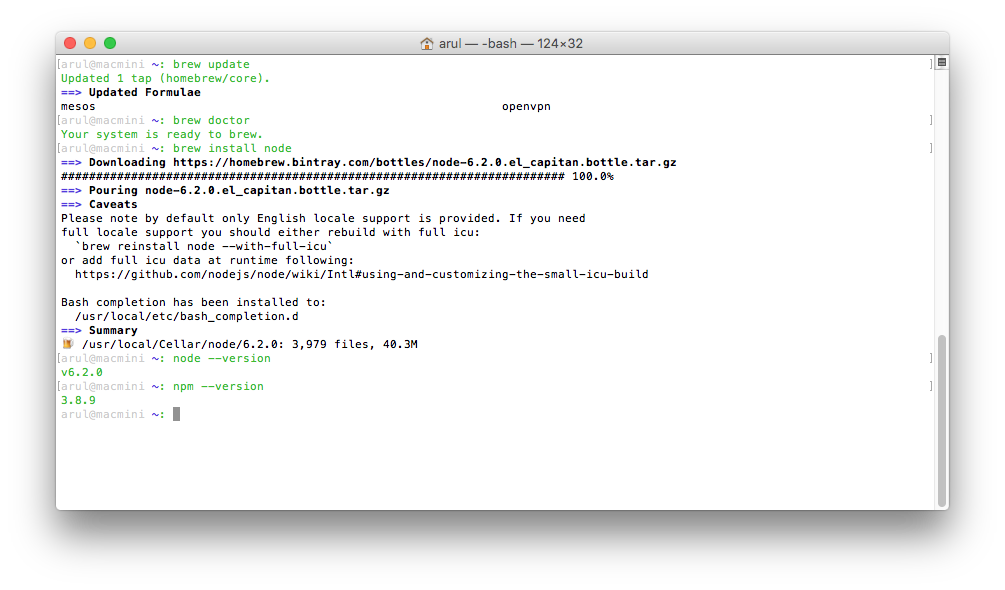 arul — -bash — 124×32
[arul@macmini ~: brew update ]
Updated 1 tap (homebrew/core).
==> Updated Formulae
mesos openvpn
[arul@macmini ~: brew doctor ]
Your system is ready to brew.
[arul@macmini ~: brew install node ]
==> Downloading https://homebrew.bintray.com/bottles/node-6.2.0.el_capitan.bottle.tar.gz
######################################################################## 100.0%
==> Pouring node-6.2.0.el_capitan.bottle.tar.gz
==> Caveats
Please note by default only English locale support is provided. If you need
full locale support you should either rebuild with full icu:
  `brew reinstall node --with-full-icu`
or add full icu data at runtime following:
  https://github.com/nodejs/node/wiki/Intl#using-and-customizing-the-small-icu-build

Bash completion has been installed to:
  /usr/local/etc/bash_completion.d
==> Summary
🍺 /usr/local/Cellar/node/6.2.0: 3,979 files, 40.3M
[arul@macmini ~: node --version ]
v6.2.0
[arul@macmini ~: npm --version ]
3.8.9
arul@macmini ~: